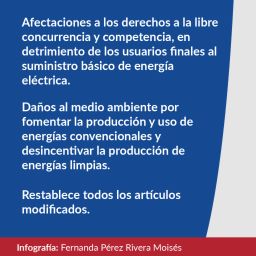 Afectaciones a los derechos a la libre
concurrencia y competencia, en
detrimento de los usuarios finales al
suministro básico de energía
eléctrica.
Daños al medio ambiente por
fomentar la producción y uso de
energías convencionales y
desincentivar la producción de
energías limpias.
Restablece todos los artículos
modificados.
Infografía: Fernanda Pérez Rivera Moisés